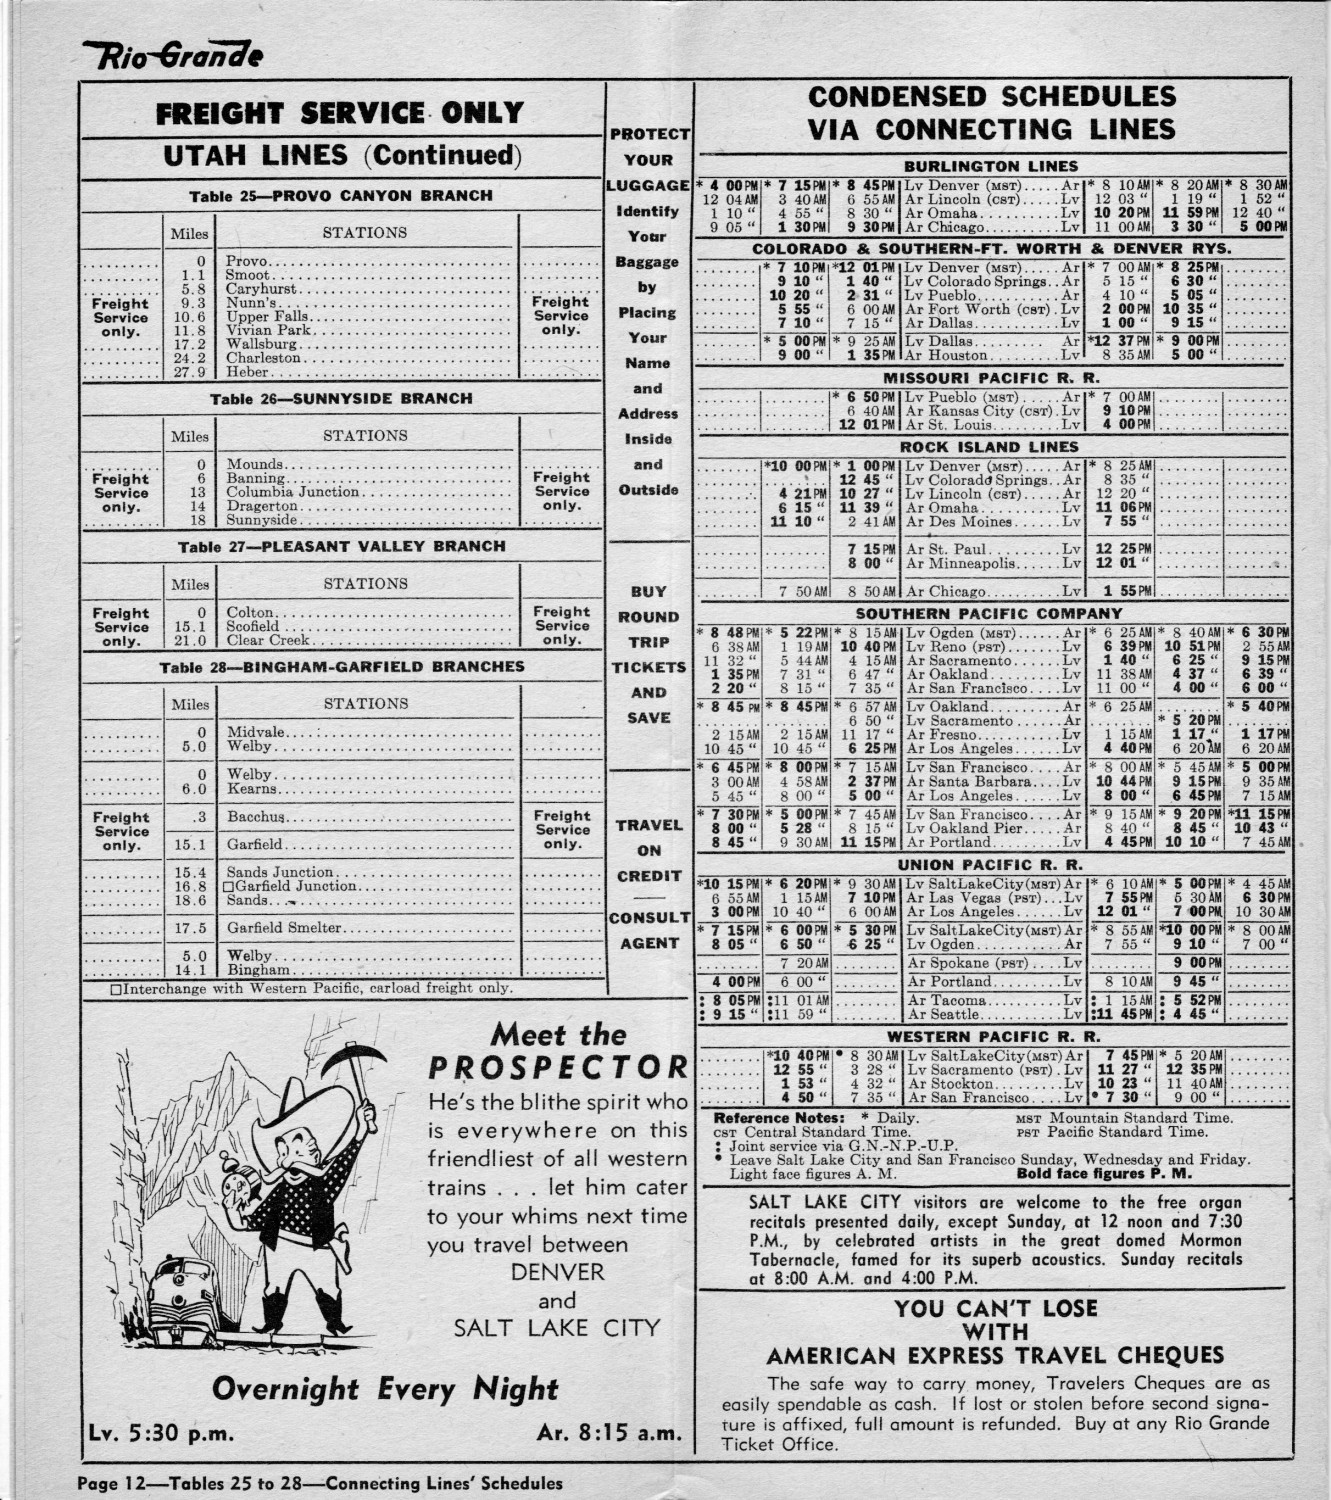 Rio Grande
FREIGHT SERVICE ONLY
UTAH LINES (Continued)
Table 25—PROVO CANYON BRANCH
Miles STATIONS
0 Provo
1.1 Smoot
5.8 Caryhurst
Freight Service only. 9.3 Nunn's Freight Service only.
10.6 Upper Falls
11.8 Vivian Park
17.2 Wallsburg
24.2 Charleston
27.9 Heber
Table 26—SUNNYSIDE BRANCH
Miles STATIONS
0 Mounds
Freight Service only. 6 Banning Freight Service only.
13 Columbia Junction
14 Dragerton
18 Sunnyside
Table 27—PLEASANT VALLEY BRANCH
Miles STATIONS
Freight Service only. 0 Colton Freight Service only.
15.1 Scofield
21.0 Clear Creek
Table 28—BINGHAM-GARFIELD BRANCHES
Miles STATIONS
0 Midvale
5.0 Welby
0 Welby
6.0 Kearns
Freight Service only. .3 Bacchus Freight Service only.
15.1 Garfield
15.4 Sands Junction
16.8 □Garfield Junction
18.6 Sands
17.5 Garfield Smelter
5.0 Welby
14.1 Bingham
□Interchange with Western Pacific, carload freight only.
PROTECT
YOUR
LUGGAGE
Identify
Your
Baggage
by
Placing
Your
Name
and
Address
Inside
and
Outside
BUY
ROUND
TRIP
TICKETS
AND
SAVE
TRAVEL
ON
CREDIT
CONSULT
AGENT
CONDENSED SCHEDULES
VIA CONNECTING LINES
BURLINGTON LINES
* 4 00PM * 7 15PM * 8 45PM Lv Denver (MST).....Ar * 8 10AM * 8 20AM * 8 30AM
12 04AM 3 40AM 6 55AM Ar Lincoln (CST).....Lv 12 03 " 1 19 " 1 52 "
1 10 " 4 55 " 8 30 " Ar Omaha.....Lv 10 20PM 11 59PM 12 40 "
9 05 " 1 30PM 9 30PM Ar Chicago.....Lv 11 00AM 3 30 " 5 00PM
COLORADO & SOUTHERN-FT. WORTH & DENVER RYS.
* 7 10PM *12 01PM Lv Denver (MST).....Ar * 7 00AM * 8 25PM
9 10 " 1 40 " Lv Colorado Springs..Ar 5 15 " 6 30 "
10 20 " 2 31 " Lv Pueblo.....Ar 4 10 " 5 05 "
5 55 " 6 00AM Ar Fort Worth (CST).Lv 2 00PM 10 35 "
7 10 " 7 15 " Ar Dallas.....Lv 1 00 " 9 15 "
* 5 00PM * 9 25AM Lv Dallas.....Ar *12 37PM * 9 00PM
9 00 " 1 35PM Ar Houston.....Lv 8 35AM 5 00 "
MISSOURI PACIFIC R. R.
* 6 50PM Lv Pueblo (MST).....Ar * 7 00AM
6 40AM Ar Kansas City (CST).Lv 9 10PM
12 01PM Ar St. Louis.....Lv 4 00PM
ROCK ISLAND LINES
*10 00PM * 1 00PM Lv Denver (MST).....Ar * 8 25AM
12 45 " Lv Colorado Springs..Ar 8 35 "
4 21PM 10 27 " Lv Lincoln (CST).....Ar 12 20 "
6 15 " 11 39 " Ar Omaha.....Lv 11 06PM
11 10 " 2 41AM Ar Des Moines.....Lv 7 55 "
7 15PM Ar St. Paul.....Lv 12 25PM
8 00 " Ar Minneapolis.....Lv 12 01 "
7 50AM 8 50AM Ar Chicago.....Lv 1 55PM
SOUTHERN PACIFIC COMPANY
* 8 48PM * 5 22PM * 8 15AM Lv Ogden (MST).....Ar * 6 25AM * 8 40AM * 6 30PM
6 38AM 1 19AM 10 40PM Lv Reno (PST).....Lv 6 39PM 10 51PM 2 55AM
11 32 " 5 44AM 4 15AM Ar Sacramento.....Lv 1 40 " 6 25 " 9 15PM
1 35PM 7 31 " 6 47 " Ar Oakland.....Lv 11 38AM 4 37 " 6 39 "
2 20 " 8 15 " 7 35 " Ar San Francisco....Lv 11 00 " 4 00 " 6 00 "
* 8 45PM * 8 45PM * 6 57AM Lv Oakland.....Ar * 6 25AM * 5 40PM
6 50 " Lv Sacramento.....Ar * 5 20PM
2 15AM 2 15AM 11 17 " Ar Fresno.....Lv 1 15AM 1 17 " 1 17PM
10 45 " 10 45 " 6 25PM Ar Los Angeles.....Lv 4 40PM 6 20AM 6 20AM
* 6 45PM * 8 00PM * 7 15AM Lv San Francisco....Ar * 8 00AM * 5 45AM * 5 00PM
3 00AM 4 58AM 2 37PM Ar Santa Barbara....Lv 10 44PM 9 15PM 9 35AM
5 45 " 8 00 " 5 00 " Ar Los Angeles.....Lv 8 00 " 6 45PM 7 15AM
* 7 30PM * 5 00PM * 7 45AM Lv San Francisco....Ar * 9 15AM * 9 20PM *11 15PM
8 00 " 5 28 " 8 15 " Lv Oakland Pier.....Ar 8 40 " 8 45 " 10 43 "
8 45 " 9 30AM 11 15PM Ar Portland.....Lv 4 45PM 10 10 " 7 45AM
UNION PACIFIC R. R.
*10 15PM * 6 20PM * 9 30AM Lv SaltLakeCity(MST) Ar * 6 10AM * 5 00PM * 4 45AM
6 55AM 1 15AM 7 10PM Ar Las Vegas (PST)...Lv 7 55PM 5 30AM 6 30PM
3 00PM 10 40 " 6 00AM Ar Los Angeles.....Lv 12 01 " 7 00PM 10 30AM
* 7 15PM * 6 00PM * 5 30PM Lv SaltLakeCity(MST) Ar * 8 55AM *10 00PM * 8 00AM
8 05 " 6 50 " 6 25 " Lv Ogden.....Ar 7 55 " 9 10 " 7 00 "
7 20AM Ar Spokane (PST).....Lv 9 00PM
4 00PM 6 00 " Ar Portland.....Lv 8 10AM 9 45 "
: 8 05PM :11 01AM Ar Tacoma.....Lv : 1 15AM : 5 52PM
: 9 15 " :11 59 " Ar Seattle.....Lv :11 45PM : 4 45 "
WESTERN PACIFIC R. R.
*10 40PM • 8 30AM Lv SaltLakeCity(MST) Ar 7 45PM * 5 20AM
12 55 " 3 28 " Lv Sacramento (PST).Lv 11 27 " 12 35PM
1 53 " 4 32 " Ar Stockton.....Lv 10 23 " 11 40AM
4 50 " 7 35 " Ar San Francisco....Lv • 7 30 " 9 00 "
Reference Notes: * Daily. MST Mountain Standard Time.
CST Central Standard Time. PST Pacific Standard Time.
: Joint service via G.N.-N.P.-U.P.
• Leave Salt Lake City and San Francisco Sunday, Wednesday and Friday.
Light face figures A. M. Bold face figures P. M.
SALT LAKE CITY visitors are welcome to the free organ
recitals presented daily, except Sunday, at 12 noon and 7:30
P.M., by celebrated artists in the great domed Mormon
Tabernacle, famed for its superb acoustics. Sunday recitals
at 8:00 A.M. and 4:00 P.M.
YOU CAN'T LOSE
WITH
AMERICAN EXPRESS TRAVEL CHEQUES
The safe way to carry money, Travelers Cheques are as
easily spendable as cash. If lost or stolen before second signa-
ture is affixed, full amount is refunded. Buy at any Rio Grande
Ticket Office.
Meet the
PROSPECTOR
He's the blithe spirit who
is everywhere on this
friendliest of all western
trains . . . let him cater
to your whims next time
you travel between
DENVER
and
SALT LAKE CITY
Overnight Every Night
Lv. 5:30 p.m. Ar. 8:15 a.m.
Page 12—Tables 25 to 28—Connecting Lines' Schedules